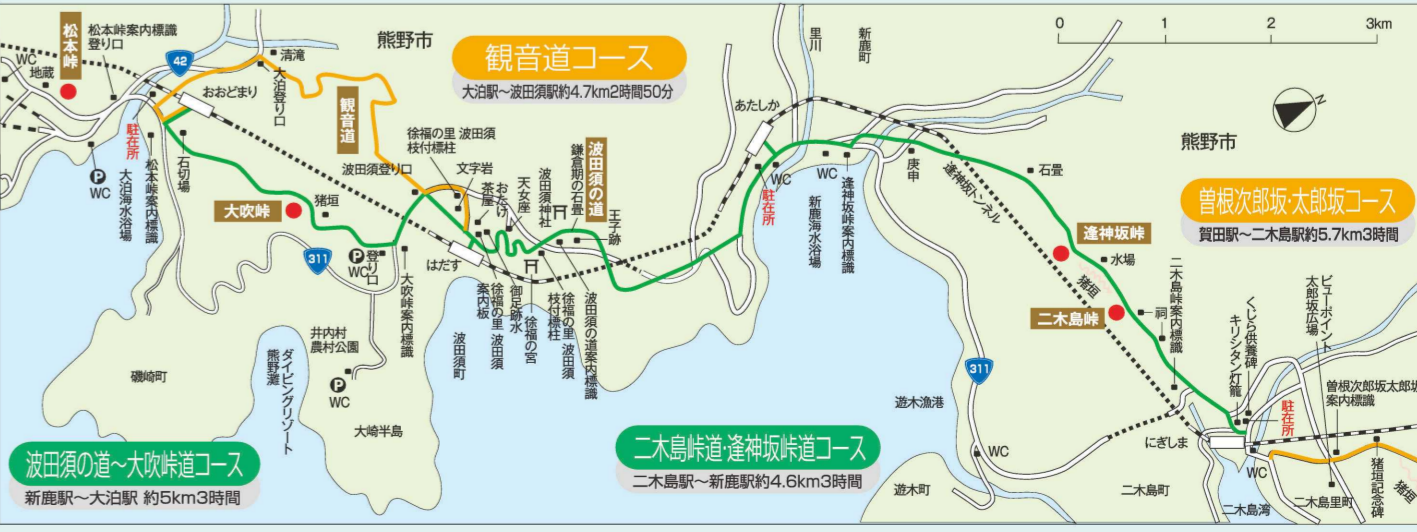 松本峠
松本峠案内標識
登り口
WC
地蔵
42
清滝
大泊登り口
おおどまり
熊野市
観音道コース
大泊駅～波田須駅約4.7km2時間50分
観音道
駐在所
P
WC
大泊海水浴場
松本峠案内標識
石切場
大吹峠
猪垣
311
P
WC
登り口
大吹峠案内標識
井内村
農村公園
P
WC
磯崎町
ダイビングリゾート
熊野灘
大崎半島
波田須の道～大吹峠道コース
新鹿駅～大泊駅 約5km3時間
徐福の里 波田須
枝付標柱
波田須登り口
文字岩
茶屋
おたけ
天女座
波田須神社
鎌倉期の石畳
波田須の道
王子跡
はだす
徐福の里 波田須
案内板
御足跡水
徐福の宮
徐福の里 波田須
枝付標柱
波田須の道案内標識
波田須町
里川
新鹿町
あたしか
駐在所
WC
新鹿海水浴場
WC
逢神坂峠案内標識
庚申
逢神坂トンネル
石畳
0 1 2 3km
N
熊野市
曽根次郎坂・太郎坂コース
賀田駅～二木島駅約5.7km3時間
逢神坂峠
水場
猪垣
二木島峠
祠
二木島峠案内標識
くじら供養碑
キリシタン灯籠
ビューポイント
太郎坂広場
駐在所
曽根次郎坂太郎坂
案内標識
311
遊木漁港
WC
遊木町
二木島峠道・逢神坂峠道コース
二木島駅～新鹿駅約4.6km3時間
にぎしま
WC
二木島町
二木島湾
二木島里町
猪垣記念碑
猪垣